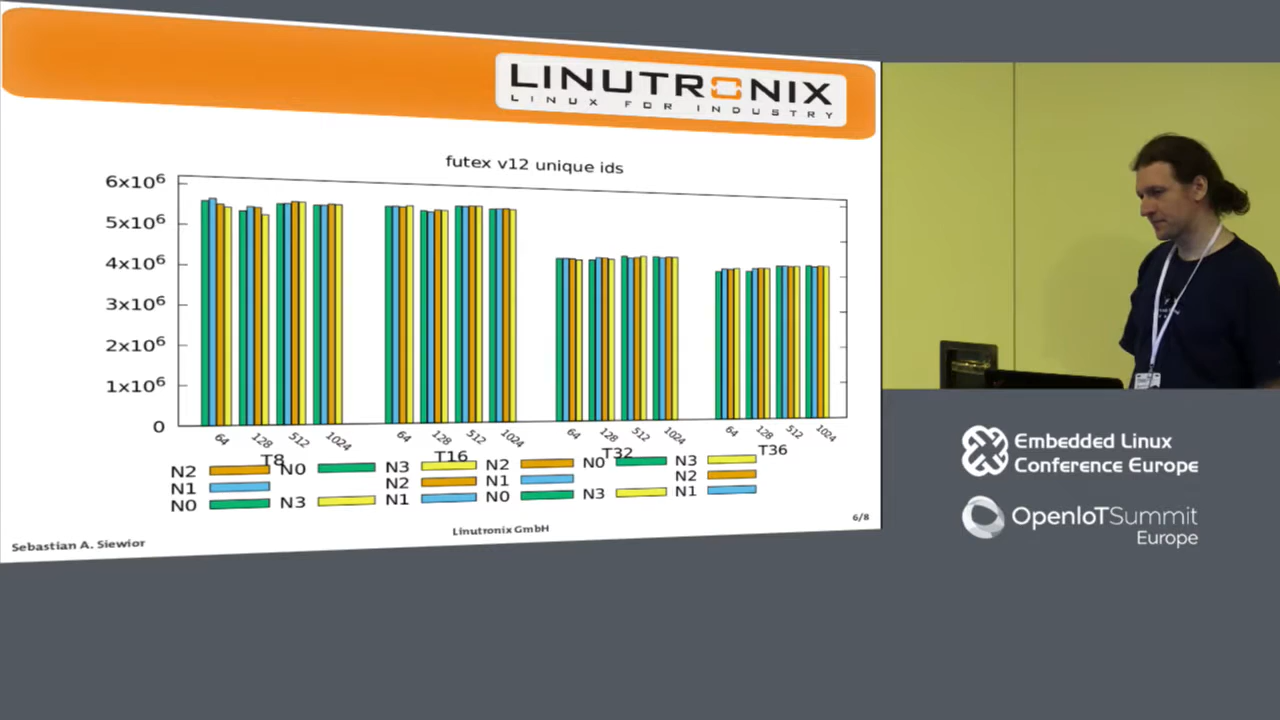 LINUTRONIX
LINUX FOR INDUSTRY
futex v12 unique ids
6x10⁶
5x10⁶
4x10⁶
3x10⁶
2x10⁶
1x10⁶
0
64 128 512 1024 64 128 512 1024 64 128 512 1024 64 128 512 1024
T8 T16 T32 T36
N2 N0 N3 N2 N0 N3
N1 N2 N1 N2
N0 N3 N1 N0 N3 N1
Sebastian A. Siewior
Linutronix GmbH
6/8
Embedded Linux
Conference Europe
OpenIoTSummit
Europe